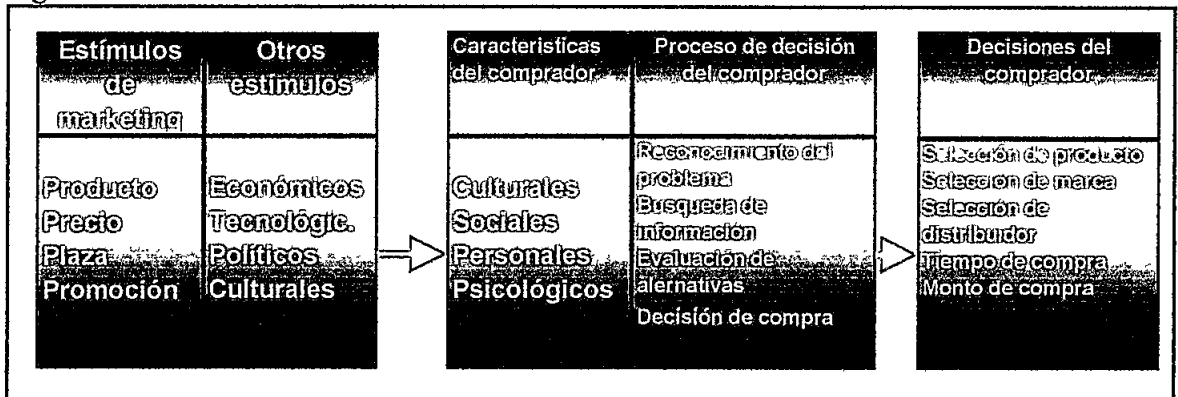 Estímulos
de
marketing
Otros
estímulos
Producto
Precio
Plaza
Promoción
Económicos
Tecnológic.
Políticos
Culturales
Caracteristicas
del comprador
Proceso de decisión
del comprador
Culturales
Sociales
Personales
Psicológicos
Reconocimiento del
problema
Busqueda de
información
Evaluación de
alernativas
Decisión de compra
Decisiones del
comprador
Selección de producto
Selección de marca
Selección de
distribuidor
Tiempo de compra
Monto de compra